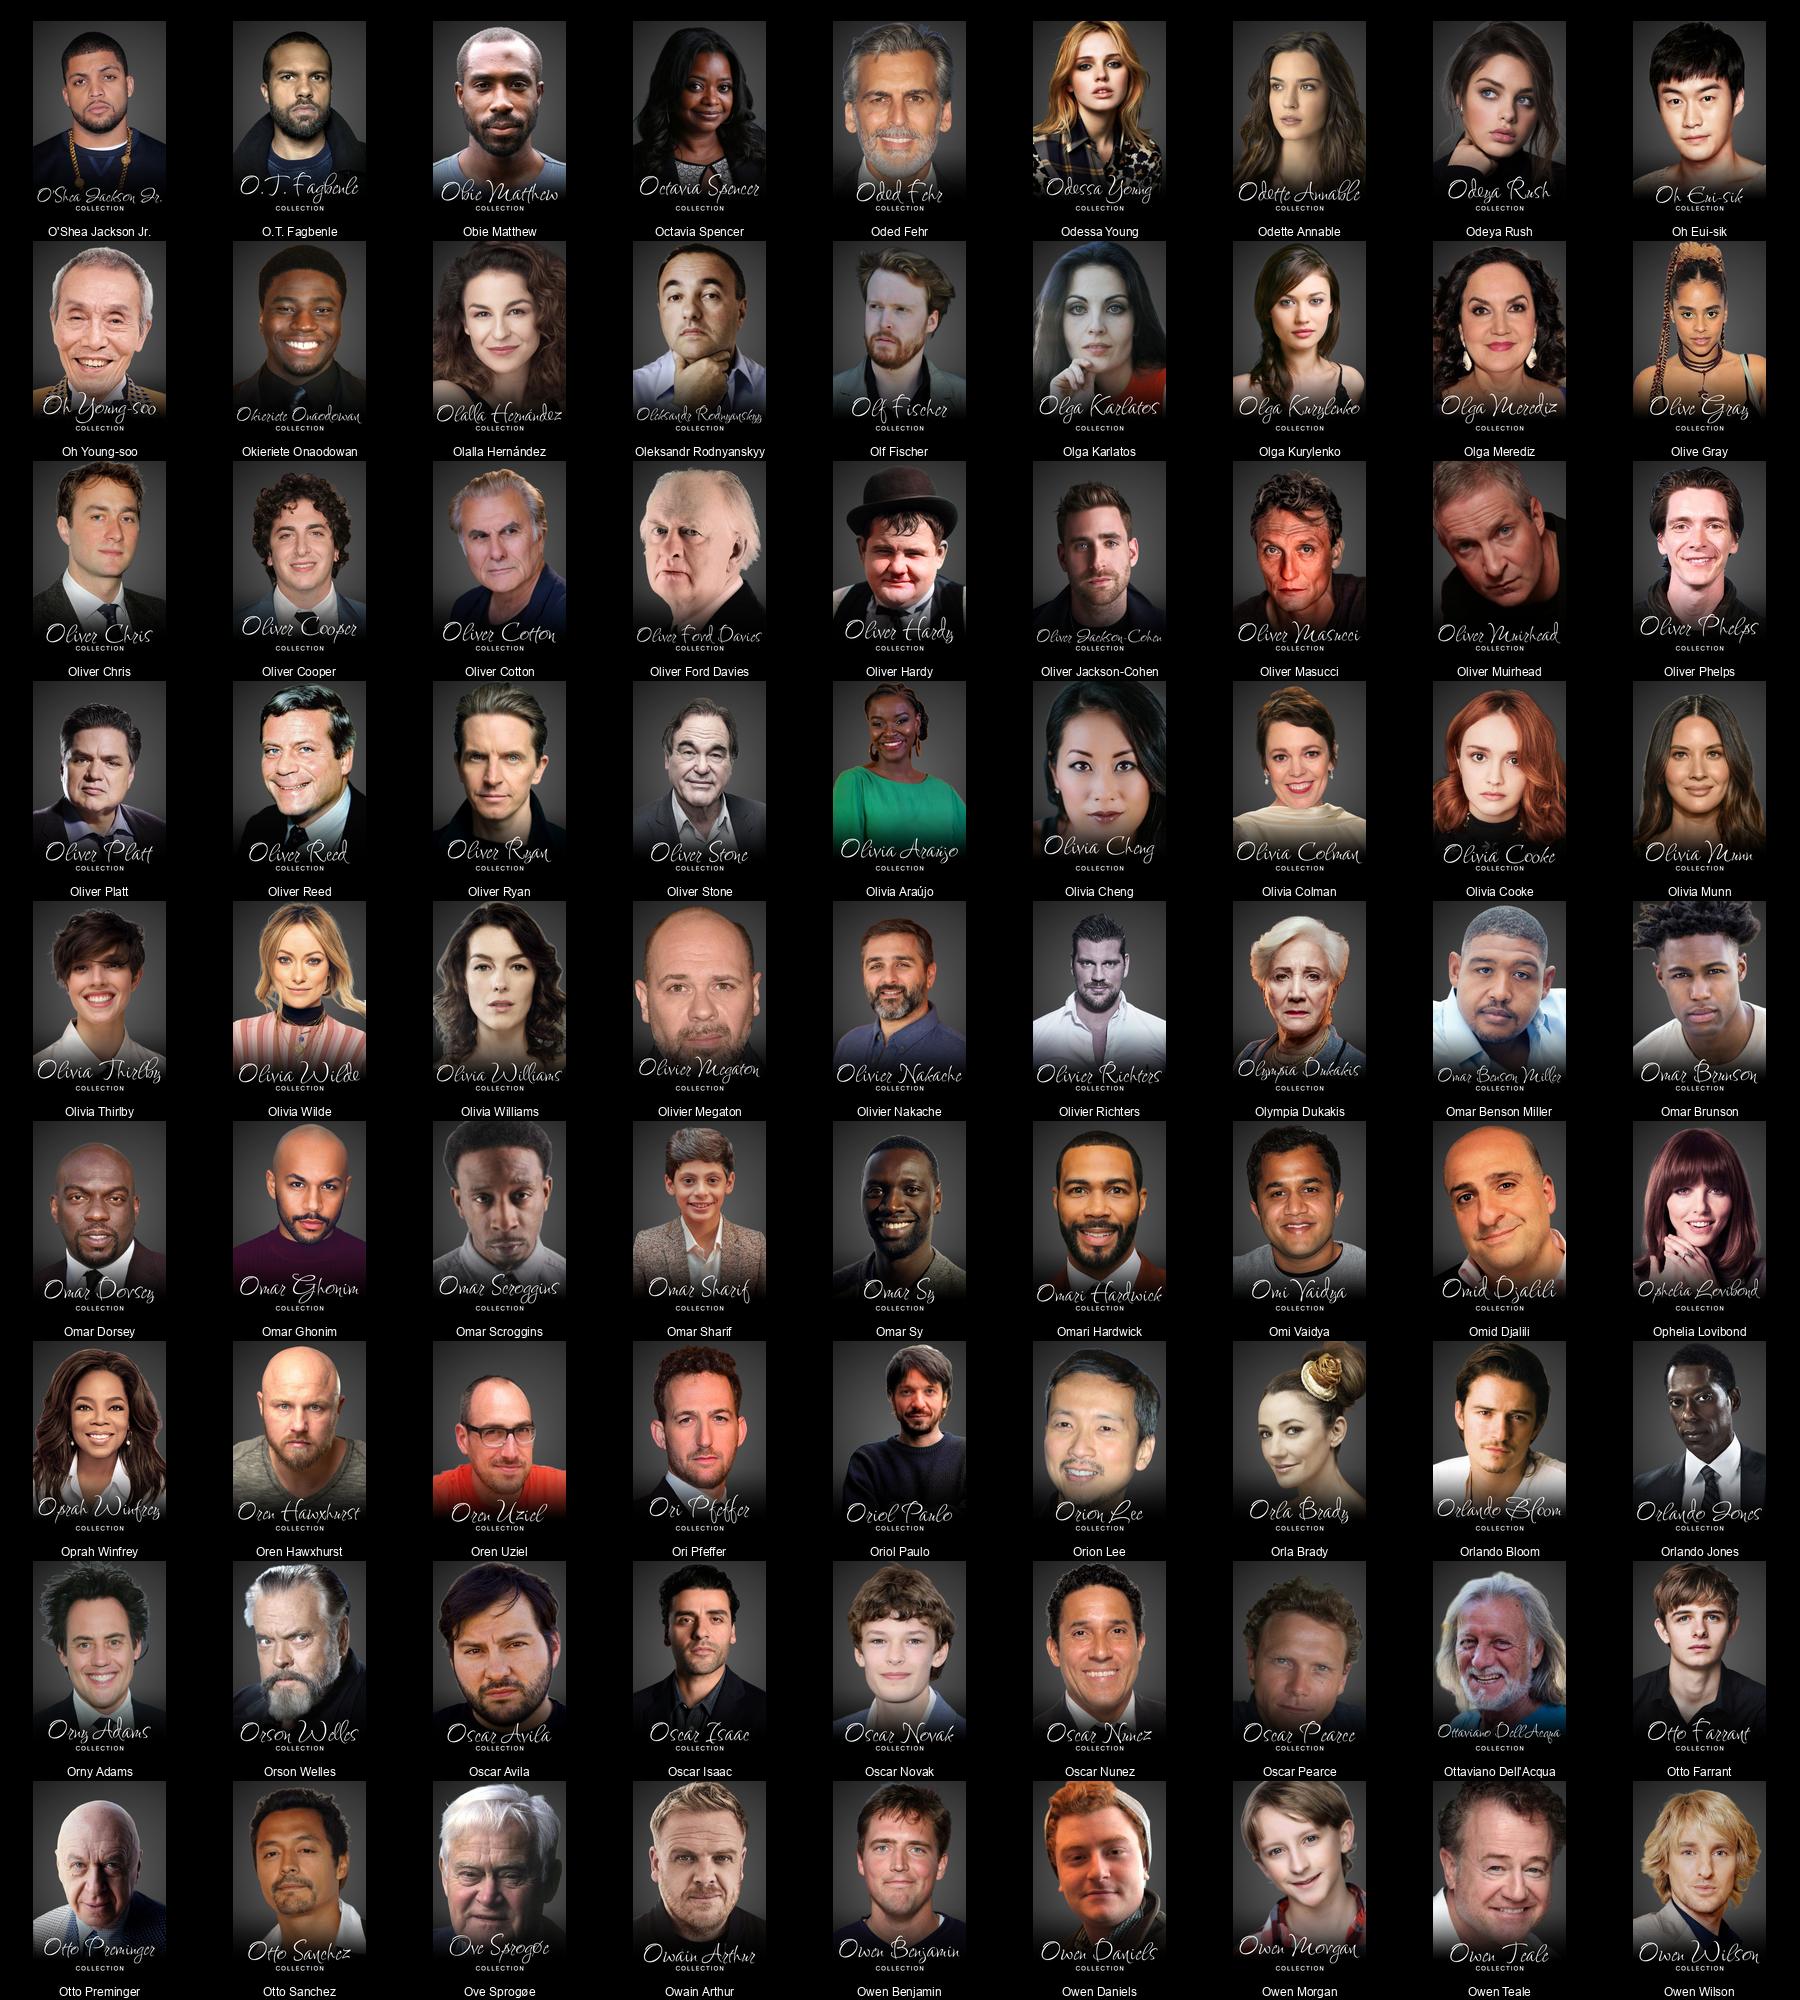 O'Shea Jackson Jr. O.T. Fagbenle Obie Matthew Octavia Spencer Oded Fehr Odessa Young Odette Annable Odeya Rush Oh Eui-sik
COLLECTION COLLECTION COLLECTION COLLECTION COLLECTION COLLECTION COLLECTION COLLECTION COLLECTION
O'Shea Jackson Jr. O.T. Fagbenle Obie Matthew Octavia Spencer Oded Fehr Odessa Young Odette Annable Odeya Rush Oh Eui-sik
Oh Young-soo Okieriete Onaodowan Olalla Hernández Oleksandr Rodnyanskyy Olf Fischer Olga Karlatos Olga Kurylenko Olga Merediz Olive Gray
COLLECTION COLLECTION COLLECTION COLLECTION COLLECTION COLLECTION COLLECTION COLLECTION COLLECTION
Oh Young-soo Okieriete Onaodowan Olalla Hernández Oleksandr Rodnyanskyy Olf Fischer Olga Karlatos Olga Kurylenko Olga Merediz Olive Gray
Oliver Chris Oliver Cooper Oliver Cotton Oliver Ford Davies Oliver Hardy Oliver Jackson-Cohen Oliver Masucci Oliver Muirhead Oliver Phelps
COLLECTION COLLECTION COLLECTION COLLECTION COLLECTION COLLECTION COLLECTION COLLECTION COLLECTION
Oliver Chris Oliver Cooper Oliver Cotton Oliver Ford Davies Oliver Hardy Oliver Jackson-Cohen Oliver Masucci Oliver Muirhead Oliver Phelps
Oliver Platt Oliver Reed Oliver Ryan Oliver Stone Olivia Araújo Olivia Cheng Olivia Colman Olivia Cooke Olivia Munn
COLLECTION COLLECTION COLLECTION COLLECTION COLLECTION COLLECTION COLLECTION COLLECTION COLLECTION
Oliver Platt Oliver Reed Oliver Ryan Oliver Stone Olivia Araújo Olivia Cheng Olivia Colman Olivia Cooke Olivia Munn
Olivia Thirlby Olivia Wilde Olivia Williams Olivier Megaton Olivier Nakache Olivier Richters Olympia Dukakis Omar Benson Miller Omar Brunson
COLLECTION COLLECTION COLLECTION COLLECTION COLLECTION COLLECTION COLLECTION COLLECTION COLLECTION
Olivia Thirlby Olivia Wilde Olivia Williams Olivier Megaton Olivier Nakache Olivier Richters Olympia Dukakis Omar Benson Miller Omar Brunson
Omar Dorsey Omar Ghonim Omar Scroggins Omar Sharif Omar Sy Omari Hardwick Omi Vaidya Omid Djalili Ophelia Lovibond
COLLECTION COLLECTION COLLECTION COLLECTION COLLECTION COLLECTION COLLECTION COLLECTION COLLECTION
Omar Dorsey Omar Ghonim Omar Scroggins Omar Sharif Omar Sy Omari Hardwick Omi Vaidya Omid Djalili Ophelia Lovibond
Oprah Winfrey Oren Hawxhurst Oren Uziel Ori Pfeffer Oriol Paulo Orion Lee Orla Brady Orlando Bloom Orlando Jones
COLLECTION COLLECTION COLLECTION COLLECTION COLLECTION COLLECTION COLLECTION COLLECTION COLLECTION
Oprah Winfrey Oren Hawxhurst Oren Uziel Ori Pfeffer Oriol Paulo Orion Lee Orla Brady Orlando Bloom Orlando Jones
Orny Adams Orson Welles Oscar Avila Oscar Isaac Oscar Novak Oscar Nunez Oscar Pearce Ottaviano Dell'Acqua Otto Farrant
COLLECTION COLLECTION COLLECTION COLLECTION COLLECTION COLLECTION COLLECTION COLLECTION COLLECTION
Orny Adams Orson Welles Oscar Avila Oscar Isaac Oscar Novak Oscar Nunez Oscar Pearce Ottaviano Dell'Acqua Otto Farrant
Otto Preminger Otto Sanchez Ove Sprogøe Owain Arthur Owen Benjamin Owen Daniels Owen Morgan Owen Teale Owen Wilson
COLLECTION COLLECTION COLLECTION COLLECTION COLLECTION COLLECTION COLLECTION COLLECTION COLLECTION
Otto Preminger Otto Sanchez Ove Sprogøe Owain Arthur Owen Benjamin Owen Daniels Owen Morgan Owen Teale Owen Wilson